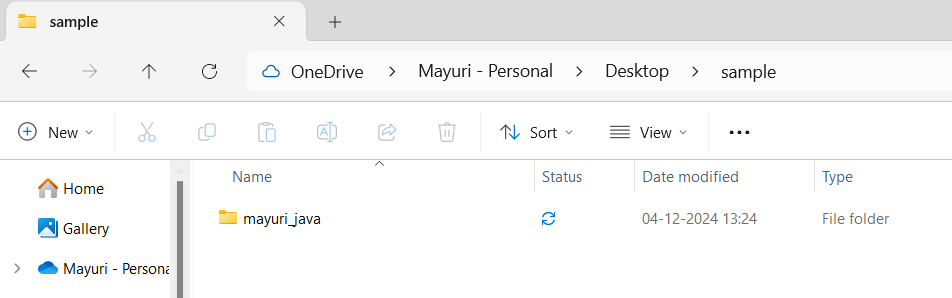 sample
OneDrive > Mayuri - Personal > Desktop > sample
New Sort View
Name Status Date modified Type
Home
mayuri_java 04-12-2024 13:24 File folder
Gallery
Mayuri - Persona